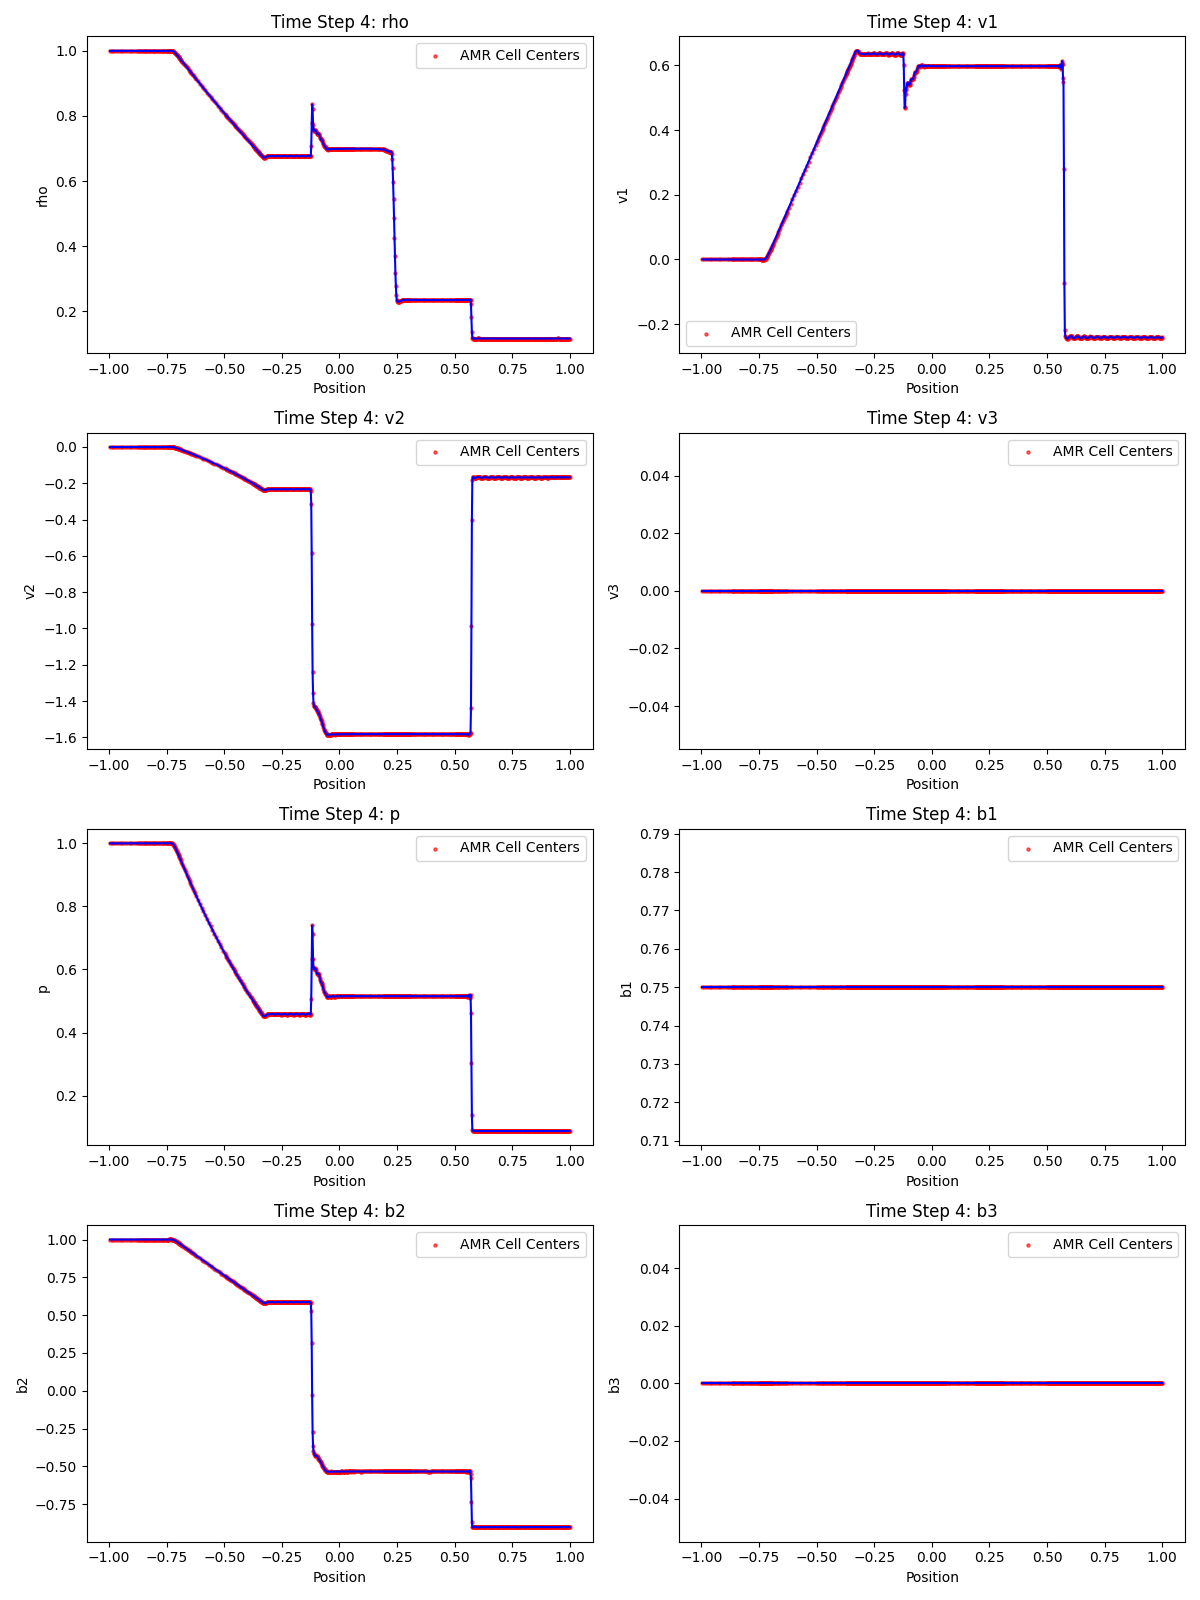 Time Step 4: rho
AMR Cell Centers
rho
1.0
0.8
0.6
0.4
0.2
−1.00 −0.75 −0.50 −0.25 0.00 0.25 0.50 0.75 1.00
Position
Time Step 4: v1
AMR Cell Centers
v1
0.6
0.4
0.2
0.0
−0.2
−1.00 −0.75 −0.50 −0.25 0.00 0.25 0.50 0.75 1.00
Position
Time Step 4: v2
AMR Cell Centers
v2
0.0
−0.2
−0.4
−0.6
−0.8
−1.0
−1.2
−1.4
−1.6
−1.00 −0.75 −0.50 −0.25 0.00 0.25 0.50 0.75 1.00
Position
Time Step 4: v3
AMR Cell Centers
v3
0.04
0.02
0.00
−0.02
−0.04
−1.00 −0.75 −0.50 −0.25 0.00 0.25 0.50 0.75 1.00
Position
Time Step 4: p
AMR Cell Centers
p
1.0
0.8
0.6
0.4
0.2
−1.00 −0.75 −0.50 −0.25 0.00 0.25 0.50 0.75 1.00
Position
Time Step 4: b1
AMR Cell Centers
b1
0.79
0.78
0.77
0.76
0.75
0.74
0.73
0.72
0.71
−1.00 −0.75 −0.50 −0.25 0.00 0.25 0.50 0.75 1.00
Position
Time Step 4: b2
AMR Cell Centers
b2
1.00
0.75
0.50
0.25
0.00
−0.25
−0.50
−0.75
−1.00 −0.75 −0.50 −0.25 0.00 0.25 0.50 0.75 1.00
Position
Time Step 4: b3
AMR Cell Centers
b3
0.04
0.02
0.00
−0.02
−0.04
−1.00 −0.75 −0.50 −0.25 0.00 0.25 0.50 0.75 1.00
Position